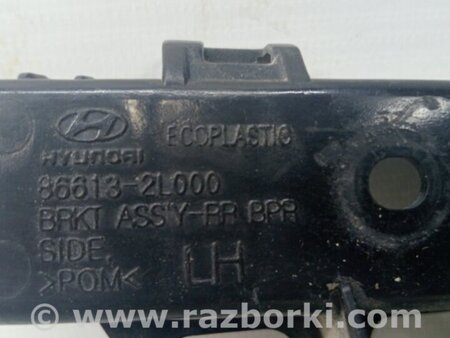 ECOPLASTIC
HYUNDAI
86613-2L000
BRKT ASS'Y-RR BPR
SIDE,
>POM< LH
www.razborki.com